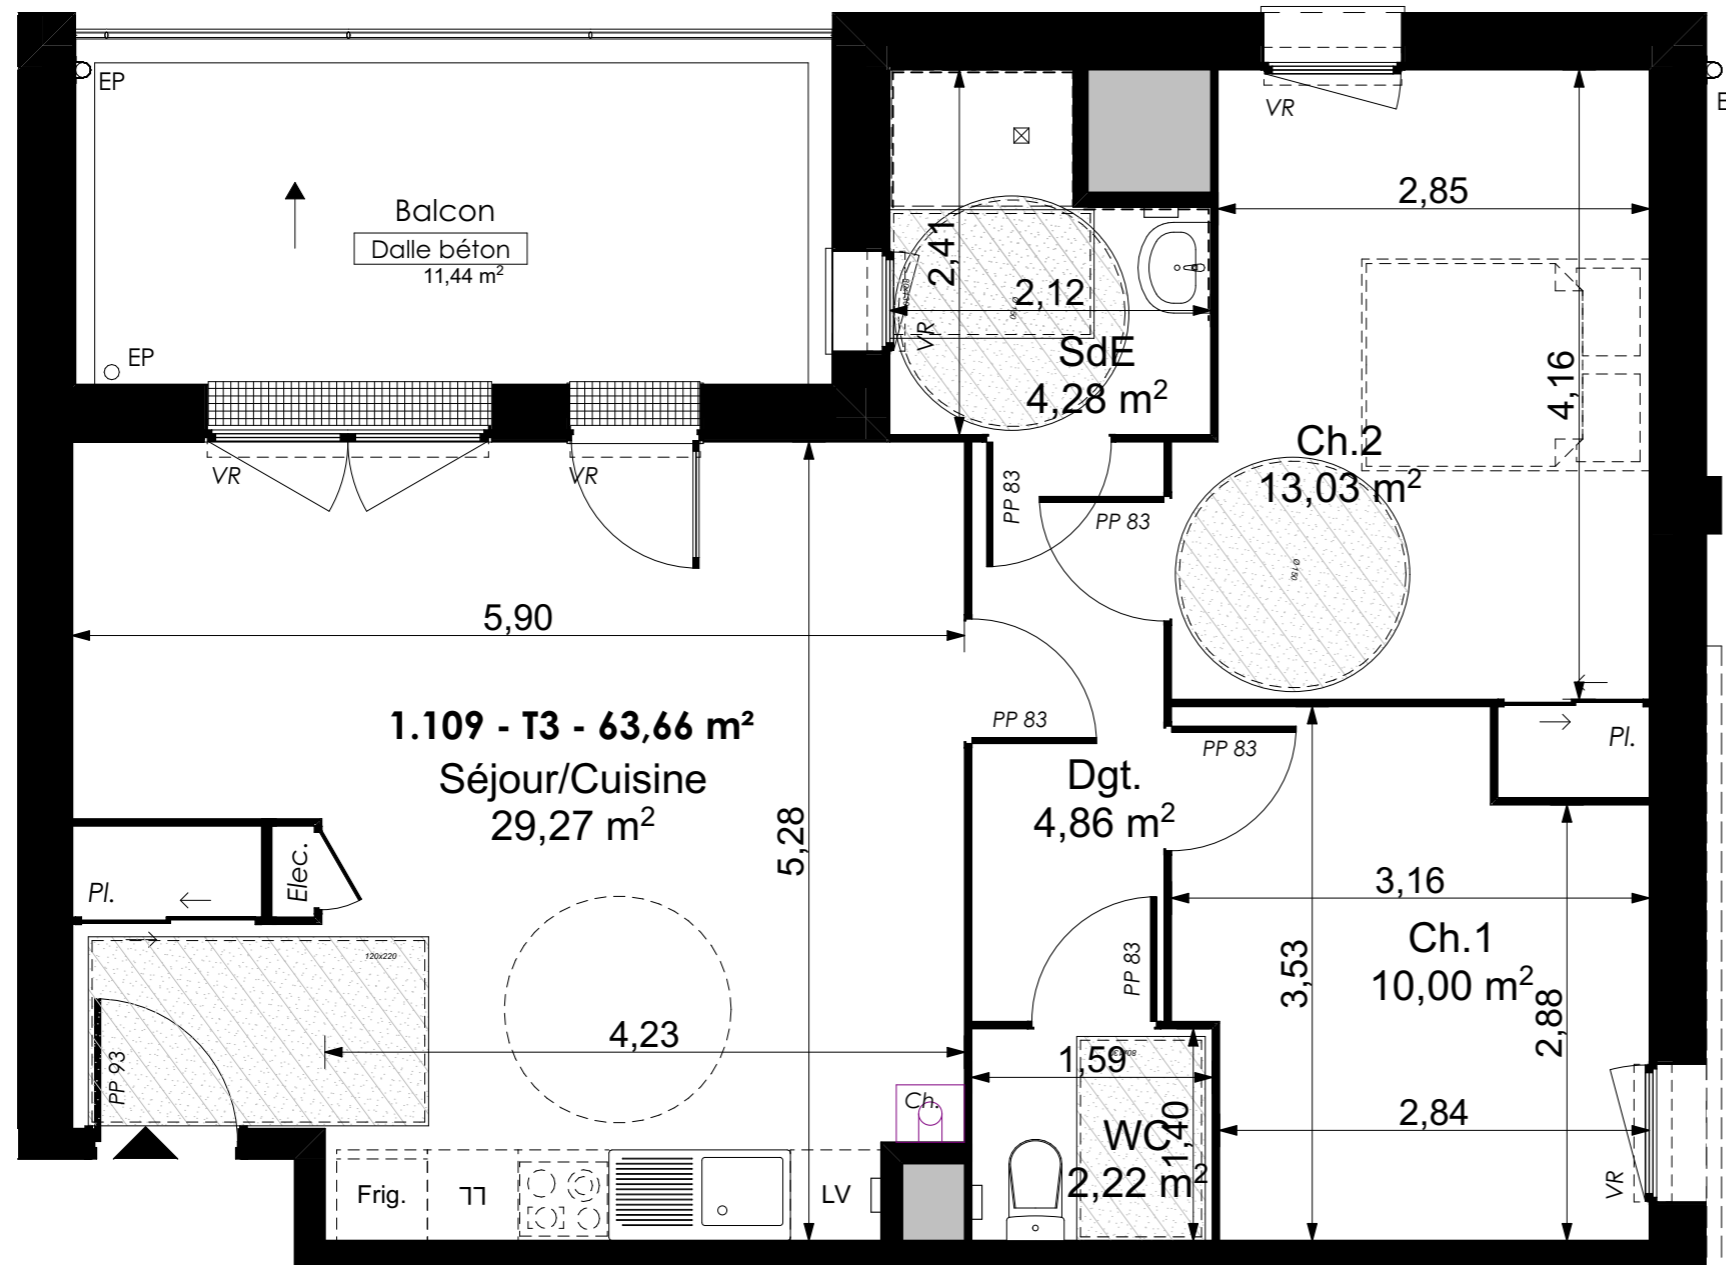 EP
E
VR
2,85
Balcon
Dalle béton
11,44 m²
2,41
2,12
VR
EP
SdE
4,28 m²
4,16
Ch.2
13,03 m²
VR
VR
PP 83
PP 83
Ø 150
Ø 150
5,90
1.109 - T3 - 63,66 m²
Séjour/Cuisine
29,27 m²
PP 83
PP 83
Pl.
Dgt.
4,86 m²
5,28
Pl.
Elec.
3,16
Ch.1
10,00 m²
3,53
2,88
120x220
PP 83
4,23
PP 93
1,59
Ch.
2,84
WC
1,40
2,22 m²
VR
Frig.
LL
LV